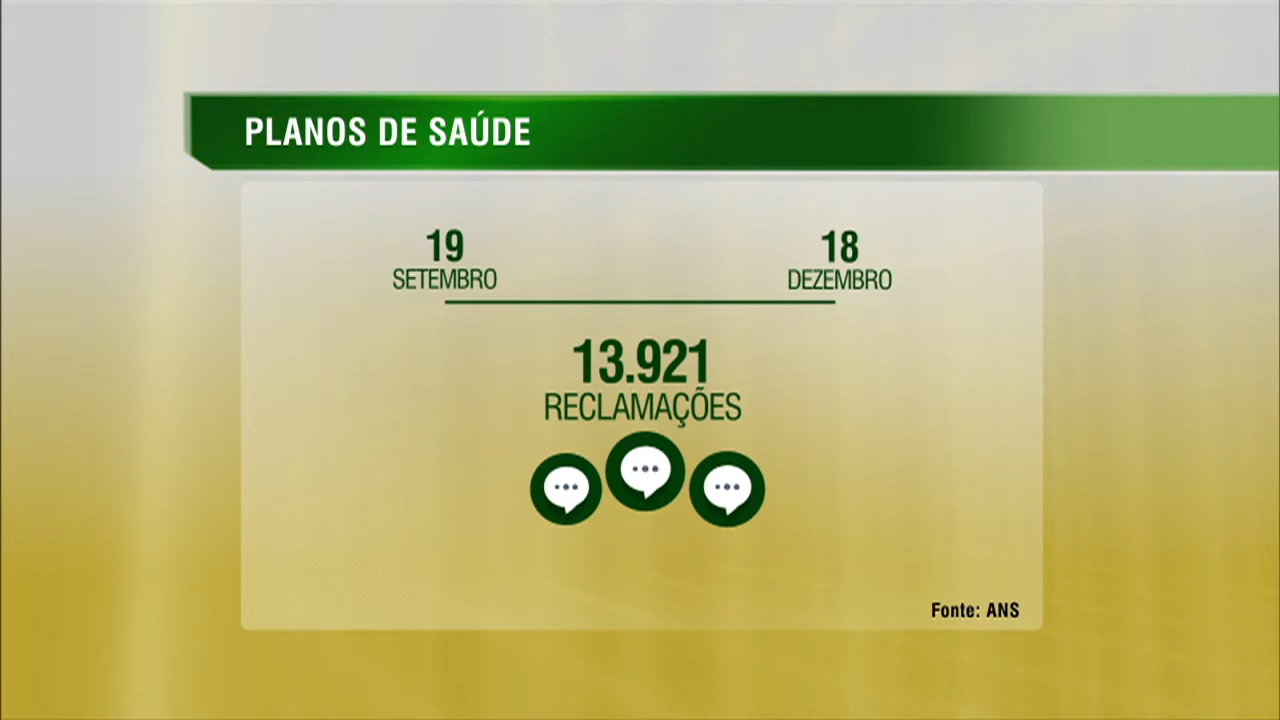 PLANOS DE SAÚDE
19
SETEMBRO
18
DEZEMBRO
13.921
RECLAMAÇÕES
Fonte: ANS